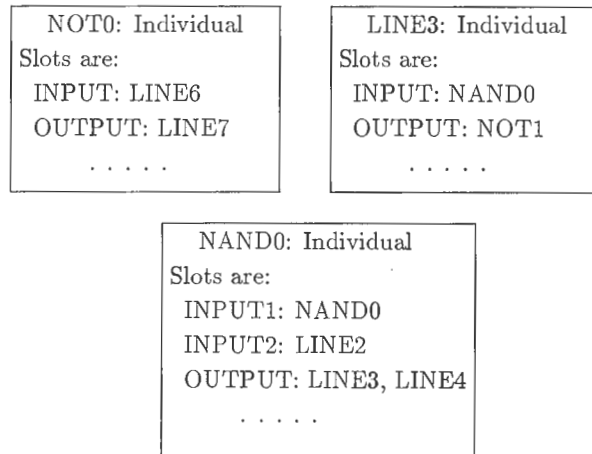 NOT0: Individual
Slots are:
INPUT: LINE6
OUTPUT: LINE7
. . . . .
LINE3: Individual
Slots are:
INPUT: NAND0
OUTPUT: NOT1
. . . . .
NAND0: Individual
Slots are:
INPUT1: NAND0
INPUT2: LINE2
OUTPUT: LINE3, LINE4
. . . . .